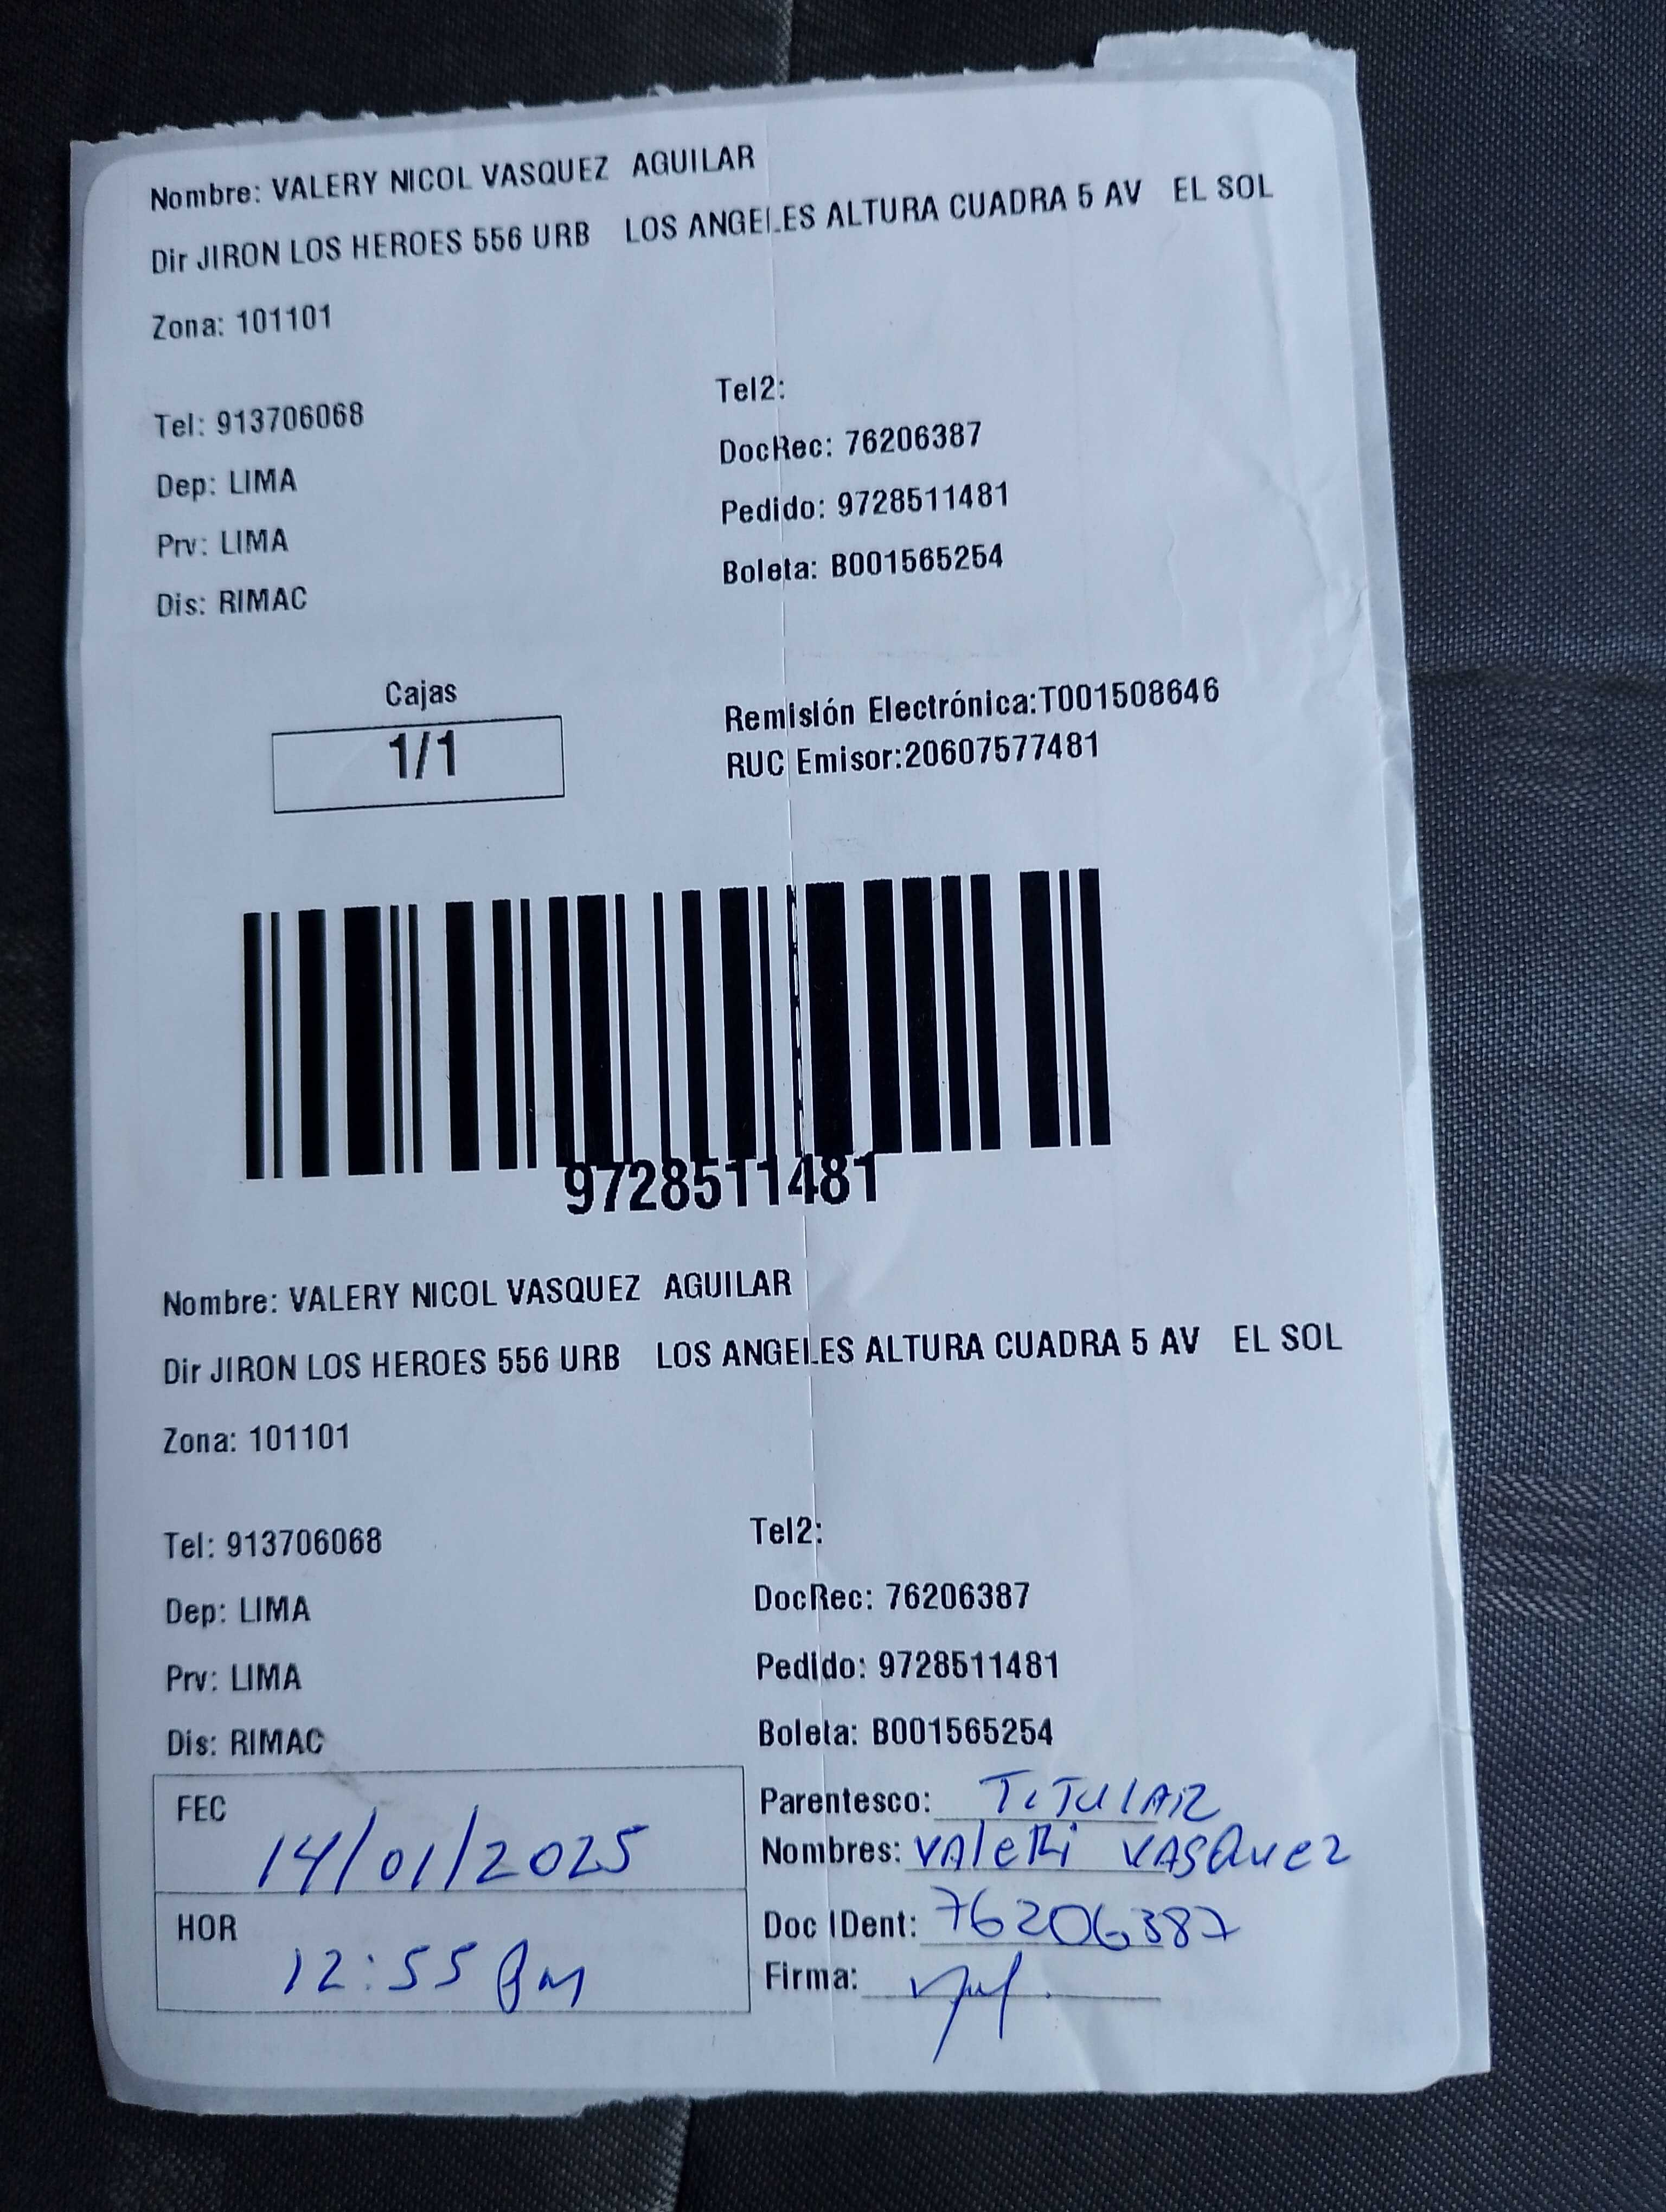 Nombre: VALERY NICOL VASQUEZ AGUILAR
Dir JIRON LOS HEROES 556 URB LOS ANGELES ALTURA CUADRA 5 AV EL SOL
Zona: 101101
Tel: 913706068
Tel2:
Dep: LIMA
DocRec: 76206387
Prv: LIMA
Pedido: 9728511481
Dis: RIMAC
Boleta: B001565254
Cajas
1/1
Remisión Electrónica:T001508646
RUC Emisor:20607577481
9728511481
Nombre: VALERY NICOL VASQUEZ AGUILAR
Dir JIRON LOS HEROES 556 URB LOS ANGELES ALTURA CUADRA 5 AV EL SOL
Zona: 101101
Tel: 913706068
Tel2:
Dep: LIMA
DocRec: 76206387
Prv: LIMA
Pedido: 9728511481
Dis: RIMAC
Boleta: B001565254
FEC
14/01/2025
HOR
12:55 Pm
Parentesco: TiTulAR
Nombres: VAleRi VASQuez
Doc IDent: 76206387
Firma: